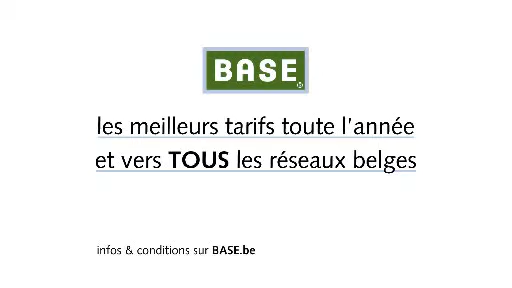 BASE®
les meilleurs tarifs toute l'année
et vers TOUS les réseaux belges
infos & conditions sur BASE.be